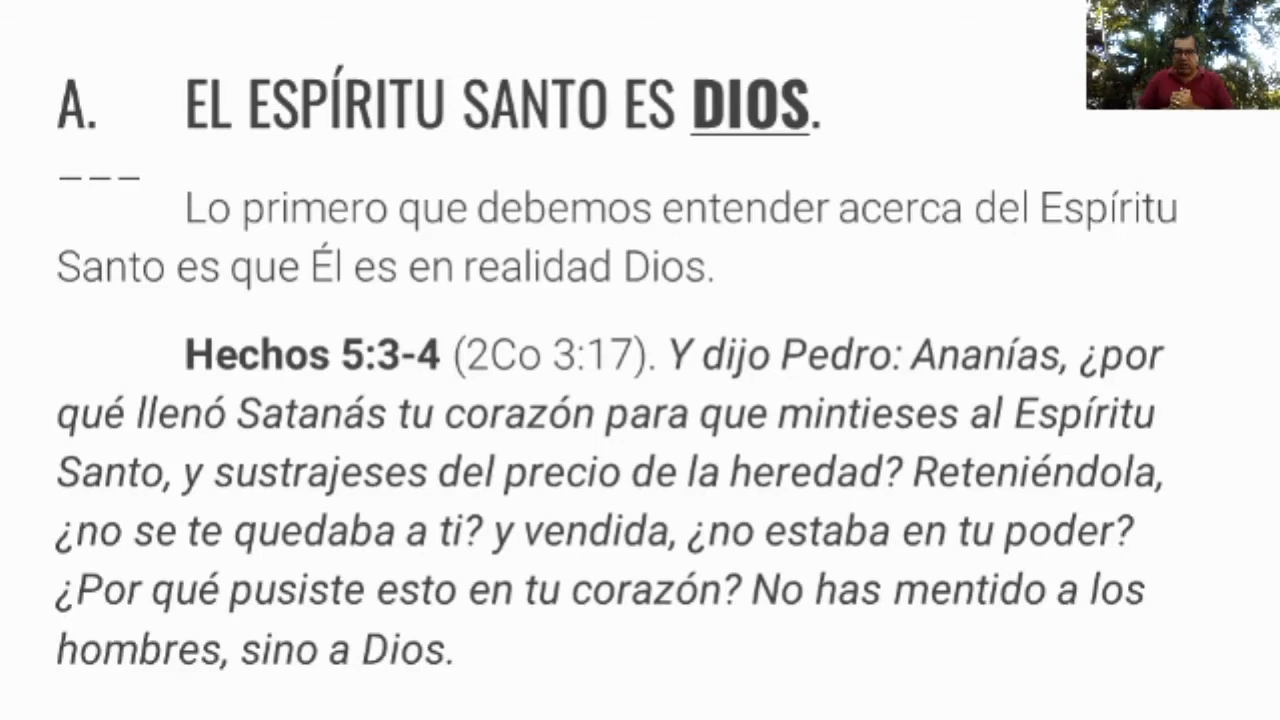 A. EL ESPÍRITU SANTO ES DIOS.
Lo primero que debemos entender acerca del Espíritu
Santo es que Él es en realidad Dios.
Hechos 5:3-4 (2Co 3:17). Y dijo Pedro: Ananías, ¿por
qué llenó Satanás tu corazón para que mintieses al Espíritu
Santo, y sustrajeses del precio de la heredad? Reteniéndola,
¿no se te quedaba a ti? y vendida, ¿no estaba en tu poder?
¿Por qué pusiste esto en tu corazón? No has mentido a los
hombres, sino a Dios.